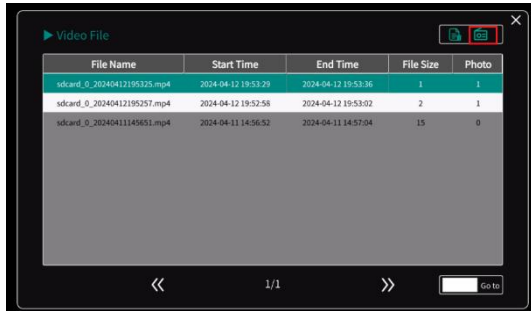 Video File
File Name Start Time End Time File Size Photo
sdcard_0_20240412195325.mp4 2024-04-12 19:53:29 2024-04-12 19:53:36 1 1
sdcard_0_20240412195257.mp4 2024-04-12 19:52:58 2024-04-12 19:53:02 2 1
sdcard_0_20240411145651.mp4 2024-04-11 14:56:52 2024-04-11 14:57:04 15 0
1/1
Go to